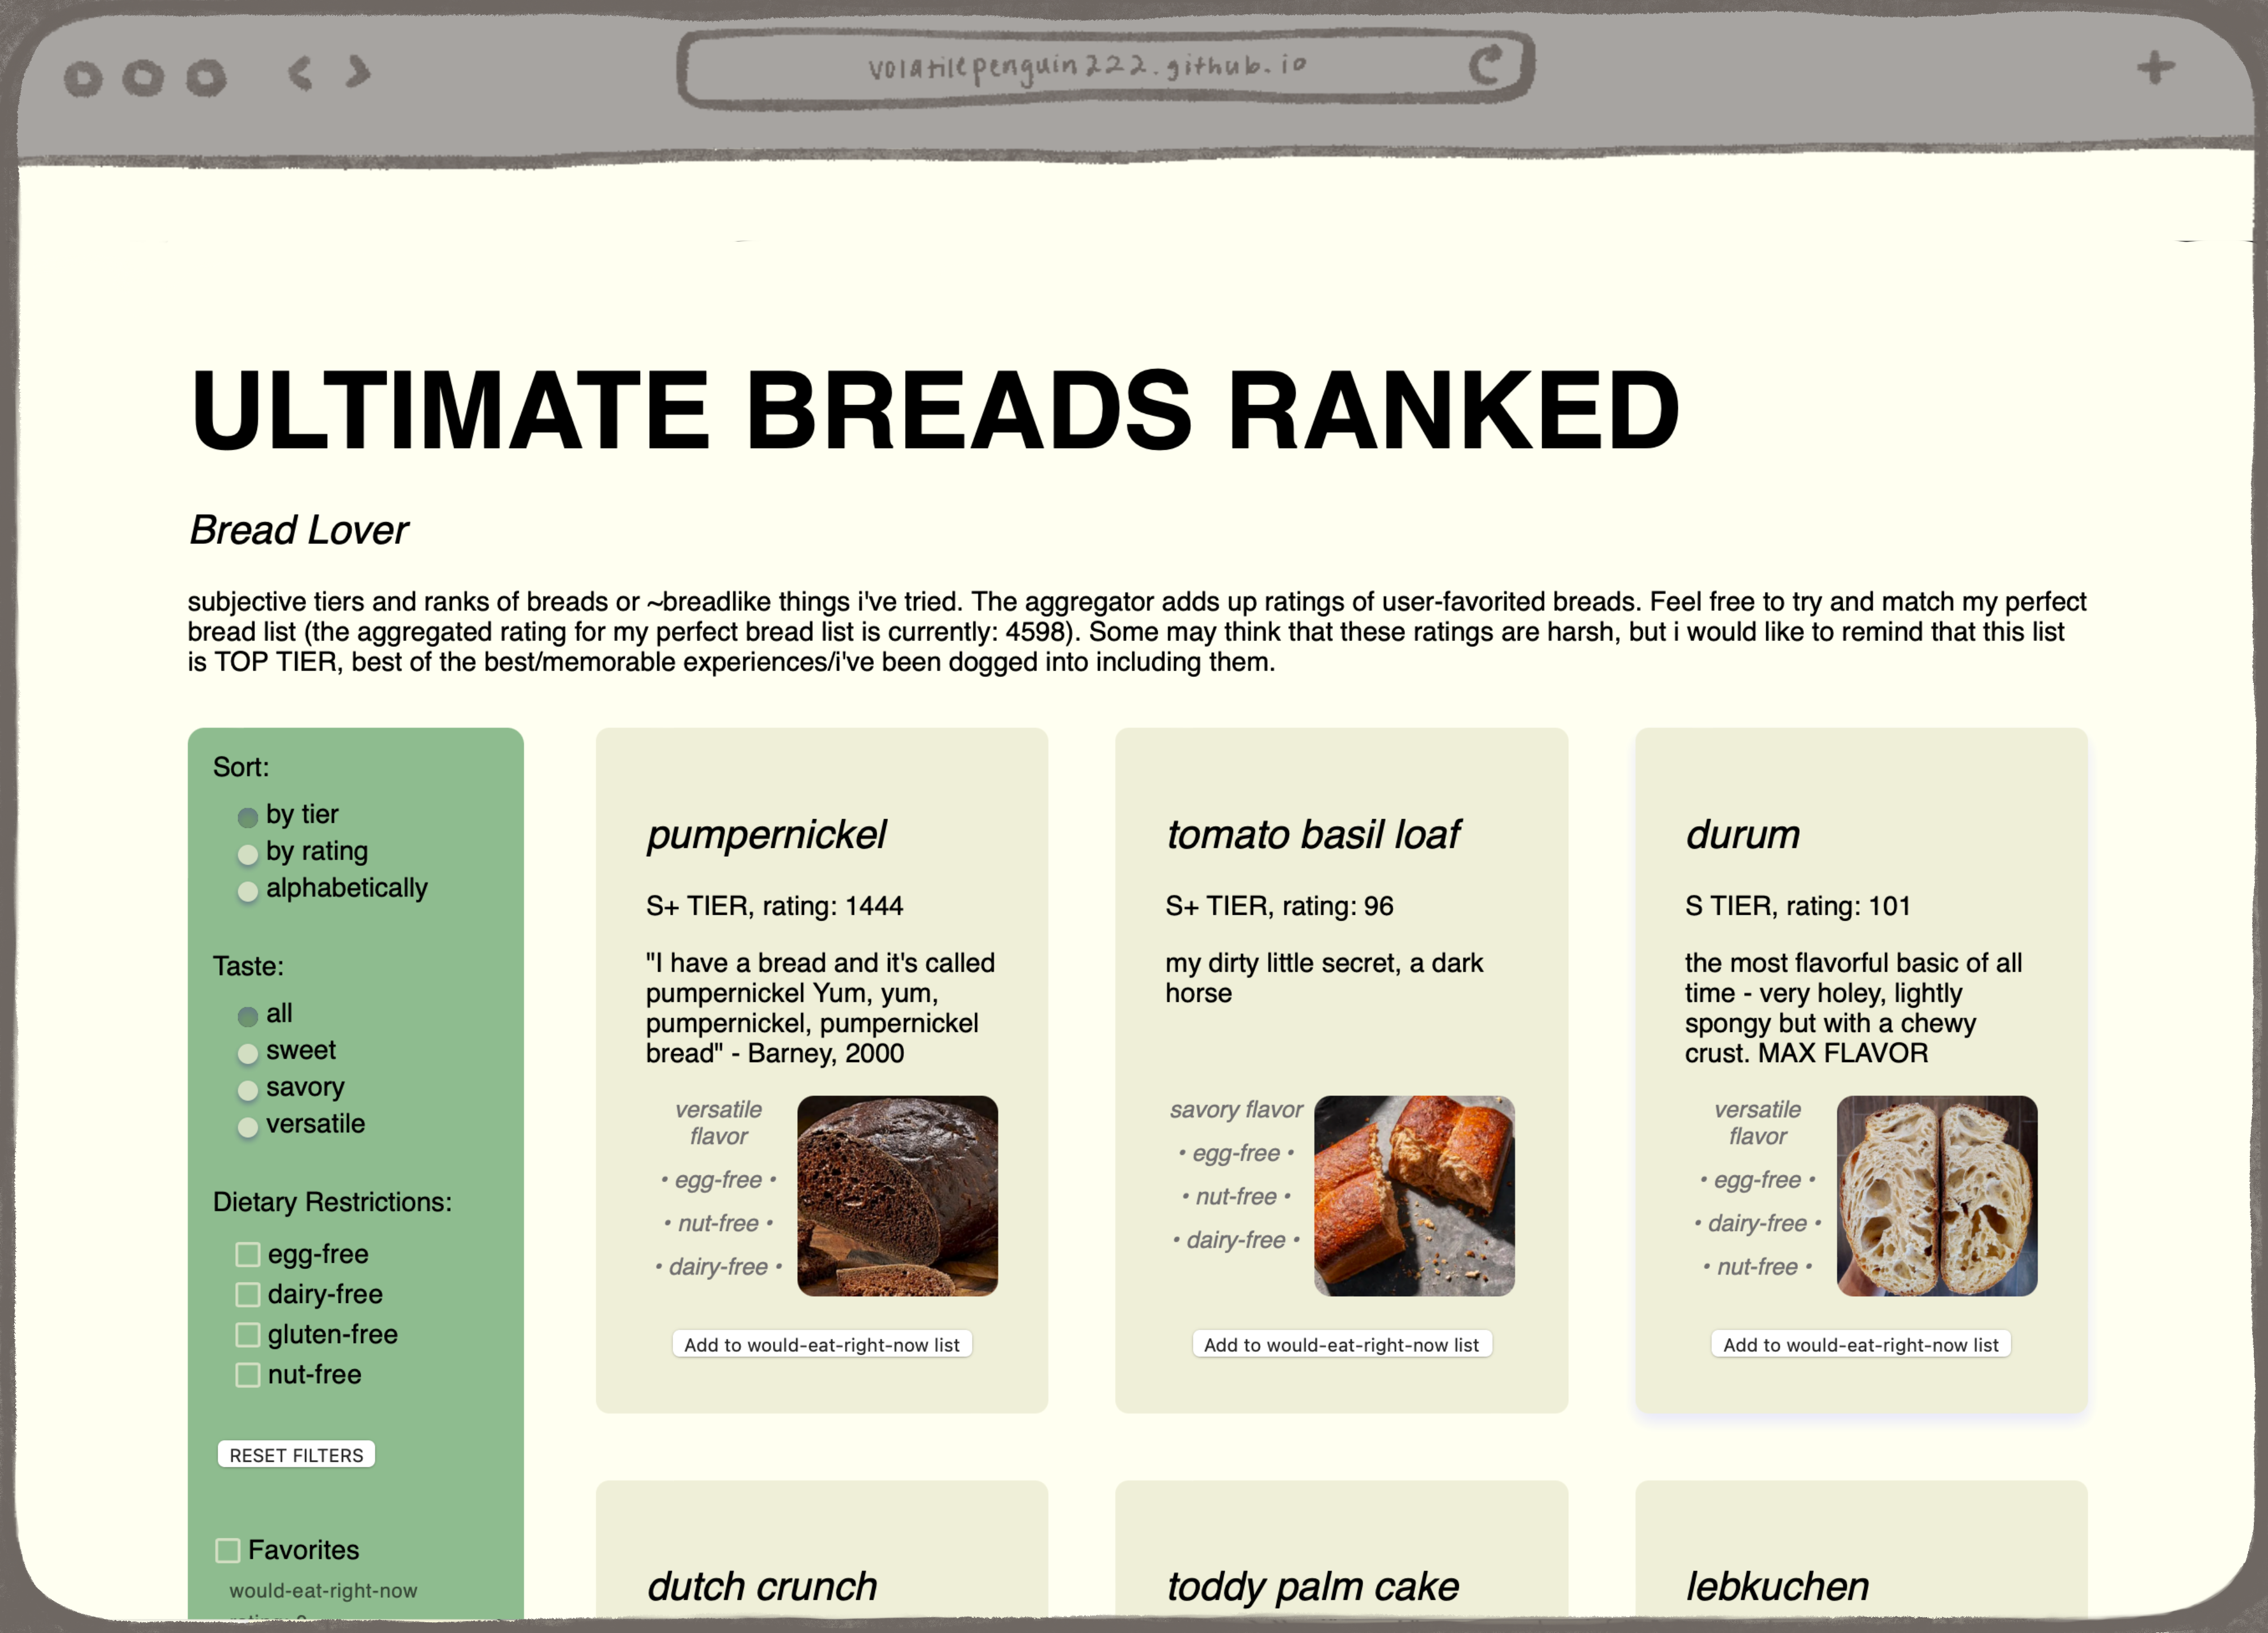 volatilepenguin222.github.io
ULTIMATE BREADS RANKED
Bread Lover
subjective tiers and ranks of breads or ~breadlike things i've tried. The aggregator adds up ratings of user-favorited breads. Feel free to try and match my perfect
bread list (the aggregated rating for my perfect bread list is currently: 4598). Some may think that these ratings are harsh, but i would like to remind that this list
is TOP TIER, best of the best/memorable experiences/i've been dogged into including them.
Sort:
by tier
by rating
alphabetically
Taste:
all
sweet
savory
versatile
Dietary Restrictions:
egg-free
dairy-free
gluten-free
nut-free
RESET FILTERS
Favorites
would-eat-right-now
pumpernickel
S+ TIER, rating: 1444
"I have a bread and it's called
pumpernickel Yum, yum,
pumpernickel, pumpernickel
bread" - Barney, 2000
versatile
flavor
• egg-free •
• nut-free •
• dairy-free •
Add to would-eat-right-now list
tomato basil loaf
S+ TIER, rating: 96
my dirty little secret, a dark
horse
savory flavor
• egg-free •
• nut-free •
• dairy-free •
Add to would-eat-right-now list
durum
S TIER, rating: 101
the most flavorful basic of all
time - very holey, lightly
spongy but with a chewy
crust. MAX FLAVOR
versatile
flavor
• egg-free •
• dairy-free •
• nut-free •
Add to would-eat-right-now list
dutch crunch
toddy palm cake
lebkuchen